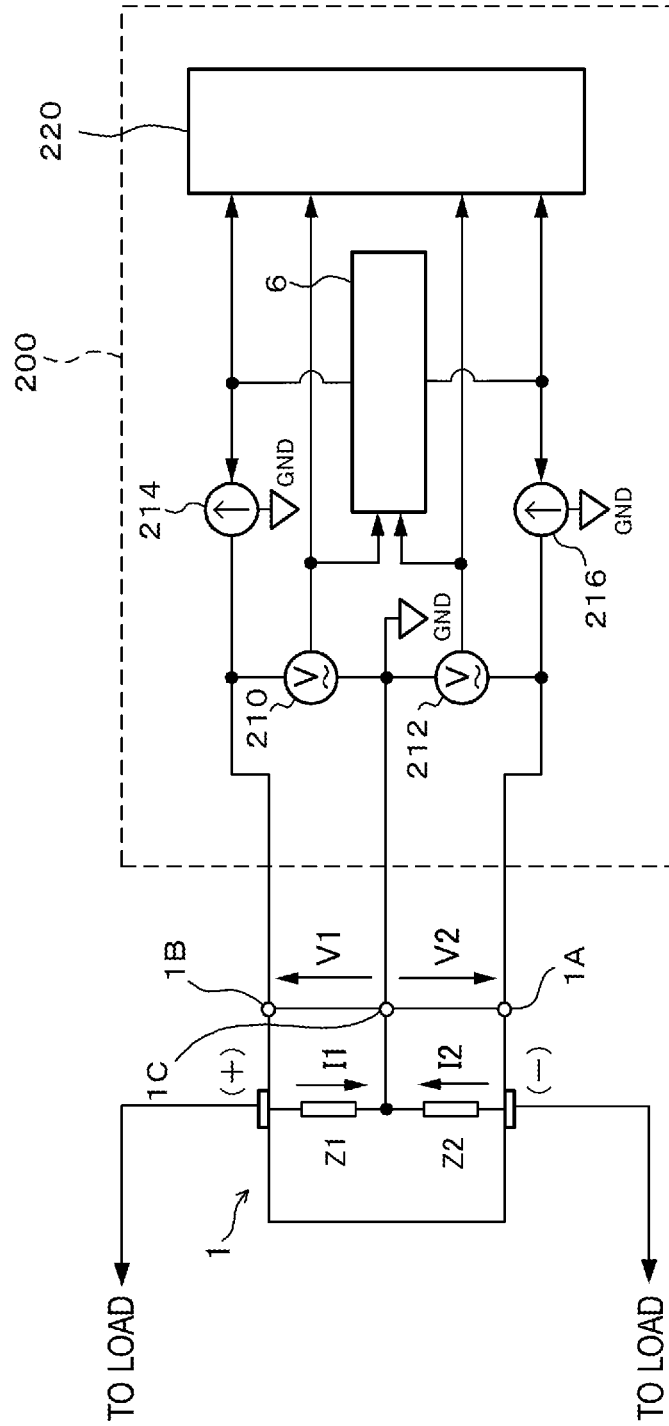 200
220
214
GND
6
210
GND
212
216
GND
TO LOAD
1
(+)
1B
1C
V1
I1
Z1
I2
V2
Z2
1A
(−)
TO LOAD